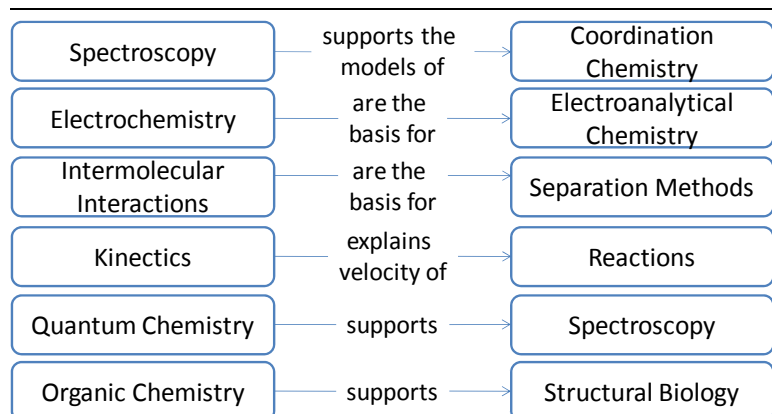 Spectroscopy
supports the
models of
Coordination
Chemistry
Electrochemistry
are the
basis for
Electroanalytical
Chemistry
Intermolecular
Interactions
are the
basis for
Separation Methods
Kinectics
explains
velocity of
Reactions
Quantum Chemistry
supports
Spectroscopy
Organic Chemistry
supports
Structural Biology